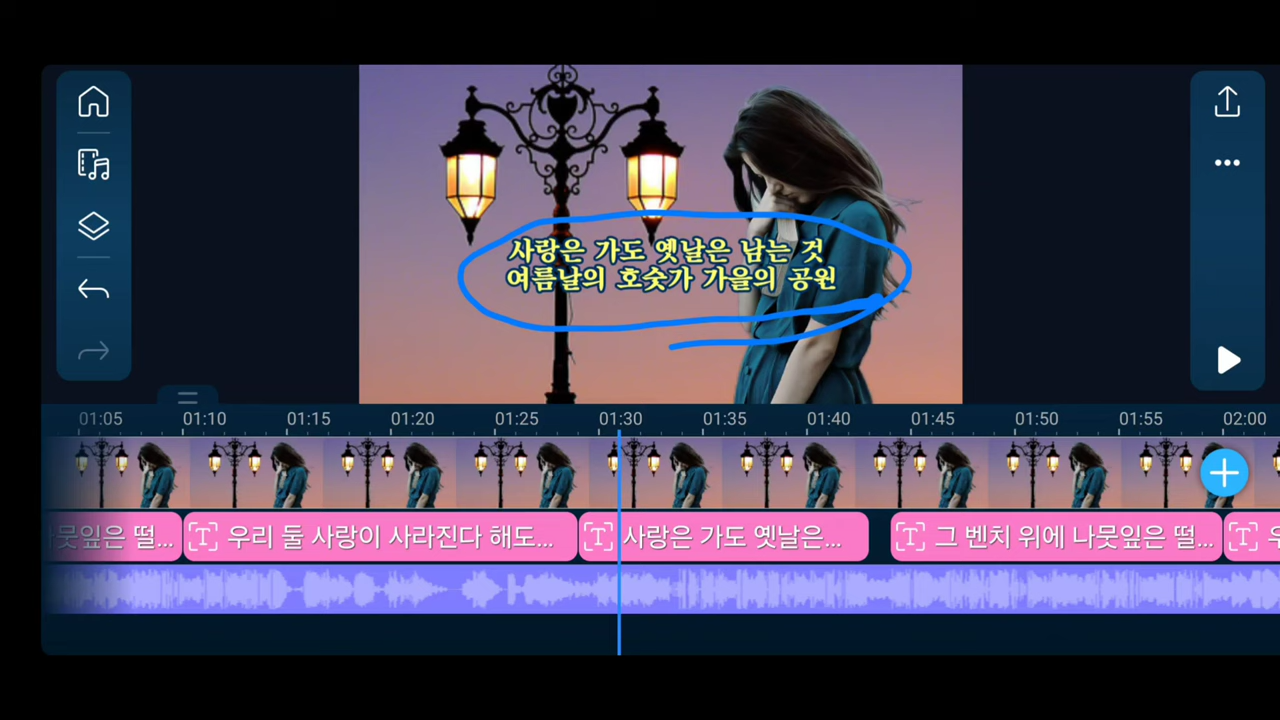 사랑은 가도 옛날은 남는 것
여름날의 호숫가 가을의 공원
01:05 01:10 01:15 01:20 01:25 01:30 01:35 01:40 01:45 01:50 01:55 02:00
뭇잎은 떨... 우리 둘 사랑이 사라진다 해도... 사랑은 가도 옛날은... 그 벤치 위에 나뭇잎은 떨...